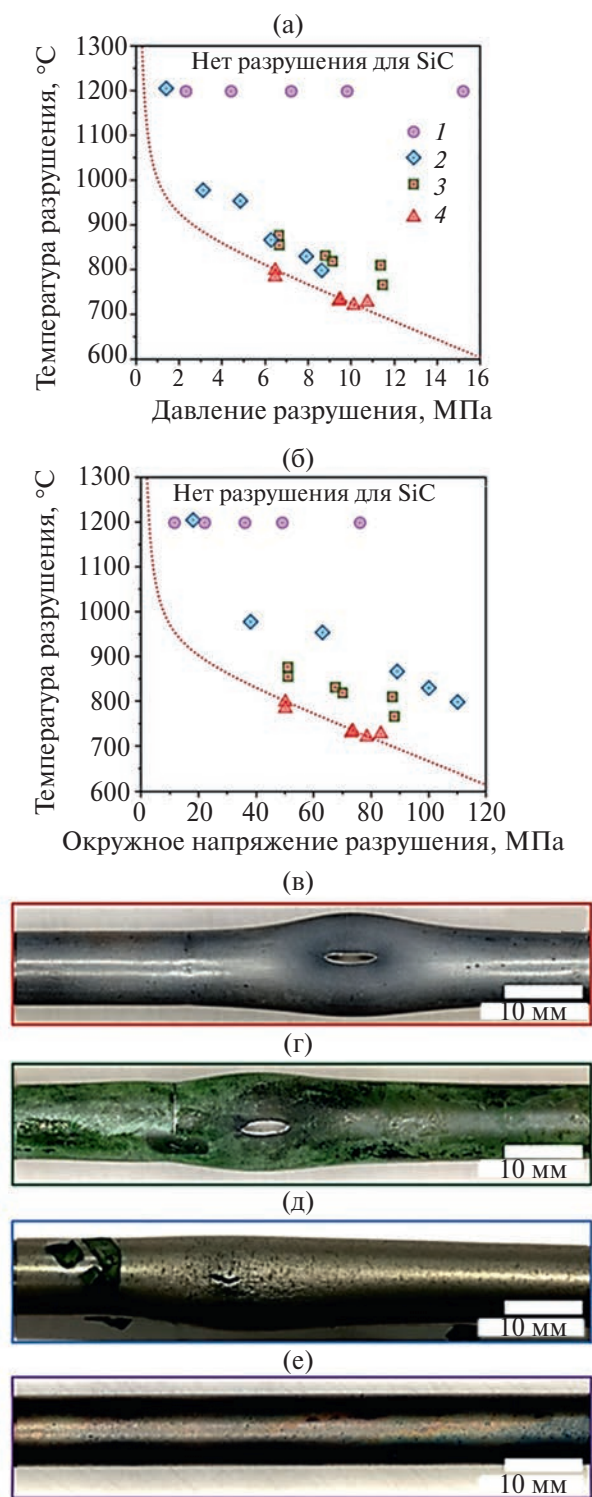 (а)
1300
1200
1100
1000
900
800
700
600
Температура разрушения, °C
Нет разрушения для SiC
1
2
3
4
0 2 4 6 8 10 12 14 16
Давление разрушения, МПа
(б)
1300
1200
1100
1000
900
800
700
600
Температура разрушения, °C
Нет разрушения для SiC
0 20 40 60 80 100 120
Окружное напряжение разрушения, МПа
(в)
10 мм
(г)
10 мм
(д)
10 мм
(е)
10 мм